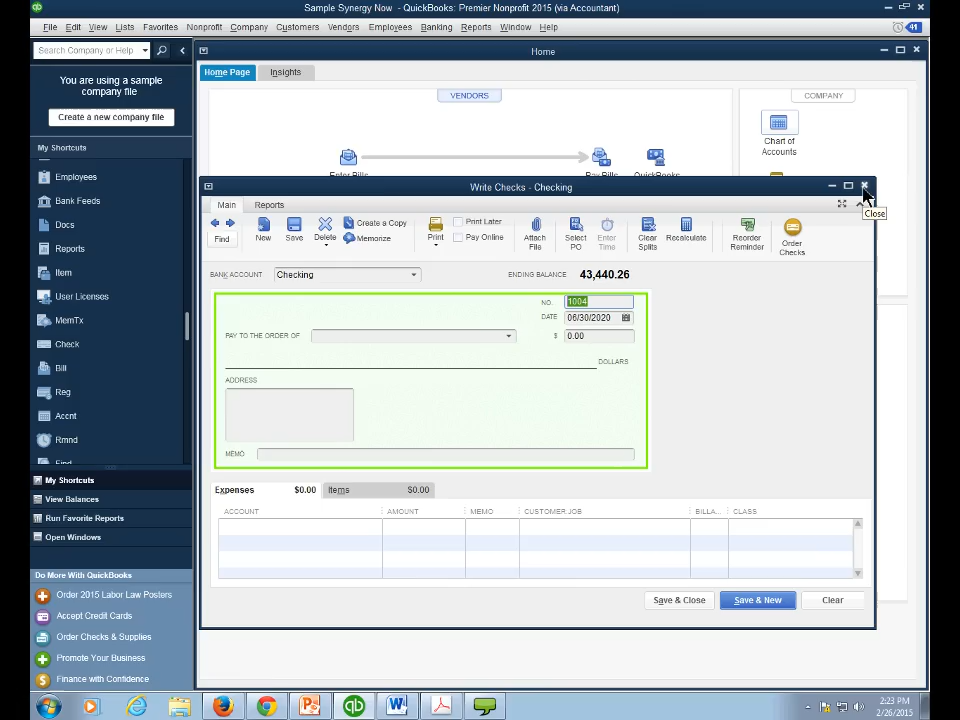 Sample Synergy Now - QuickBooks: Premier Nonprofit 2015 (via Accountant)
File Edit View Lists Favorites Nonprofit Company Customers Vendors Employees Banking Reports Window Help 41
Search Company or Help
You are using a sample
company file
Create a new company file
My Shortcuts
Employees
Bank Feeds
Docs
Reports
Item
User Licenses
MemTx
Check
Bill
Reg
Accnt
Rmnd
Find
My Shortcuts
View Balances
Run Favorite Reports
Open Windows
Do More With QuickBooks
Order 2015 Labor Law Posters
Accept Credit Cards
Order Checks & Supplies
Promote Your Business
Finance with Confidence
Home
Home Page Insights
VENDORS
COMPANY
Enter Bills Pay Bills QuickBooks
Chart of
Accounts
Write Checks - Checking
Close
Main Reports
Find
New
Save
Delete
Create a Copy
Memorize
Print
Print Later
Pay Online
Attach
File
Select
PO
Enter
Time
Clear
Splits
Recalculate
Reorder
Reminder
Order
Checks
BANK ACCOUNT Checking ENDING BALANCE 43,440.26
NO. 1004
DATE 06/30/2020
PAY TO THE ORDER OF $ 0.00
DOLLARS
ADDRESS
MEMO
Expenses $0.00 Items $0.00
ACCOUNT AMOUNT MEMO CUSTOMER:JOB BILLA... CLASS
Save & Close Save & New Clear
2:23 PM
2/26/2015